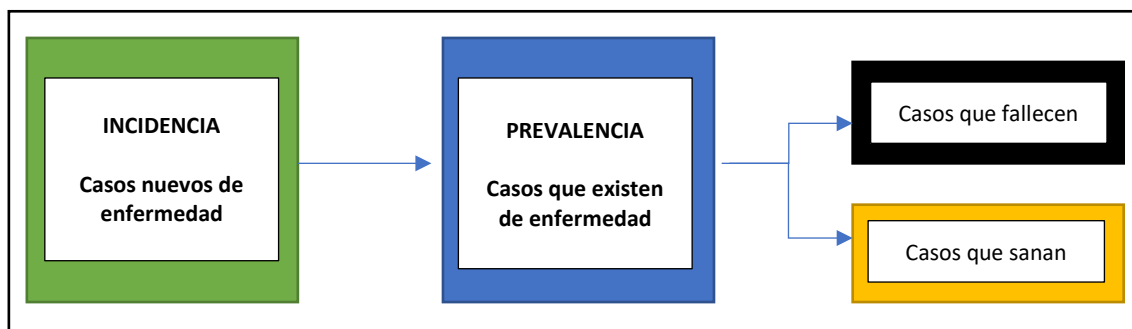 INCIDENCIA
Casos nuevos de
enfermedad
PREVALENCIA
Casos que existen
de enfermedad
Casos que fallecen
Casos que sanan